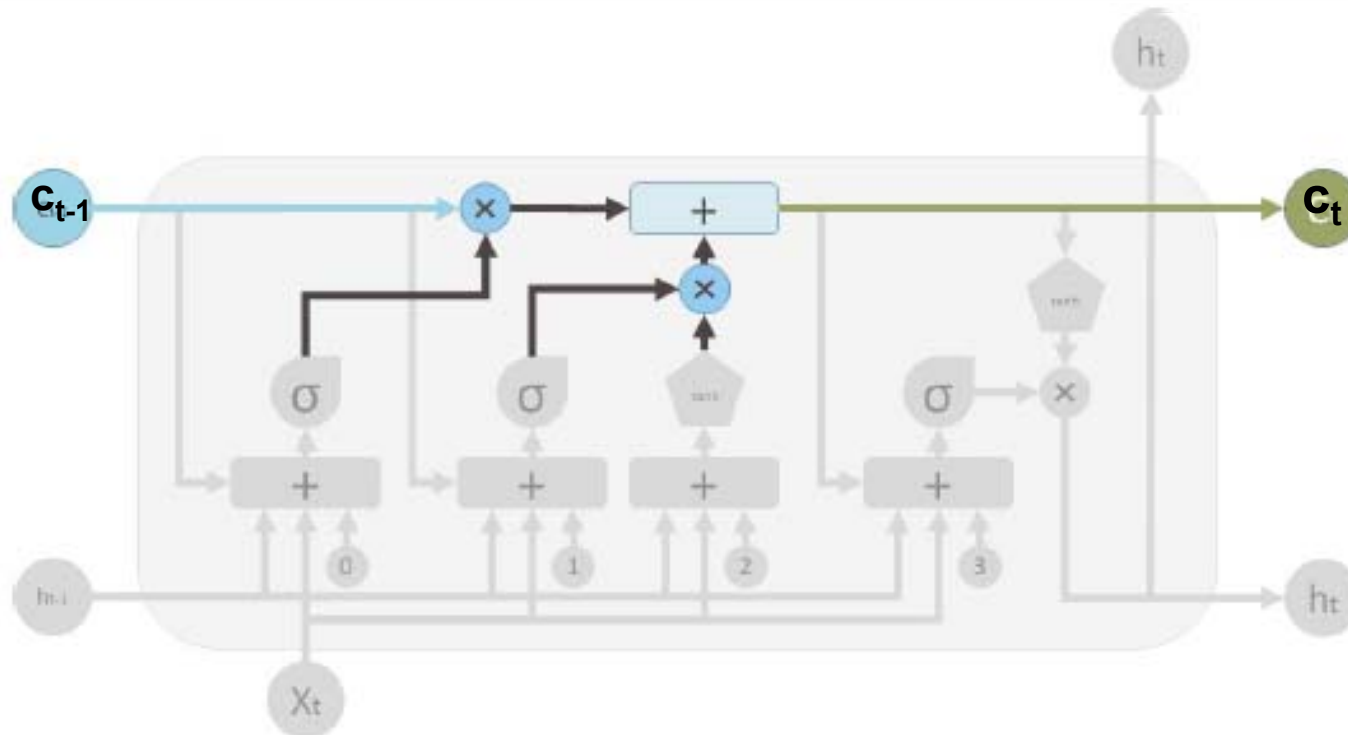 ht
Ct-1 × + Ct
×
σ σ σ ×
+ + + +
0 1 2 3
ht-1 ht
Xt